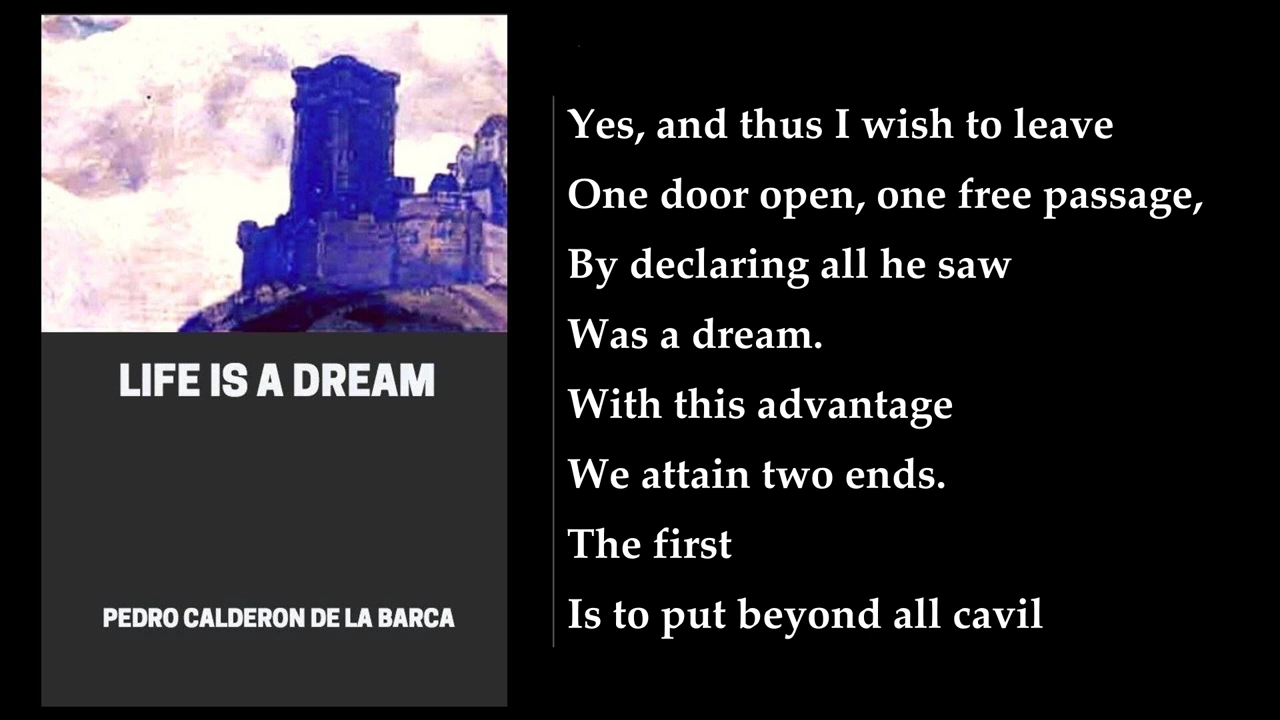 LIFE IS A DREAM
PEDRO CALDERON DE LA BARCA
Yes, and thus I wish to leave
One door open, one free passage,
By declaring all he saw
Was a dream.
With this advantage
We attain two ends.
The first
Is to put beyond all cavil